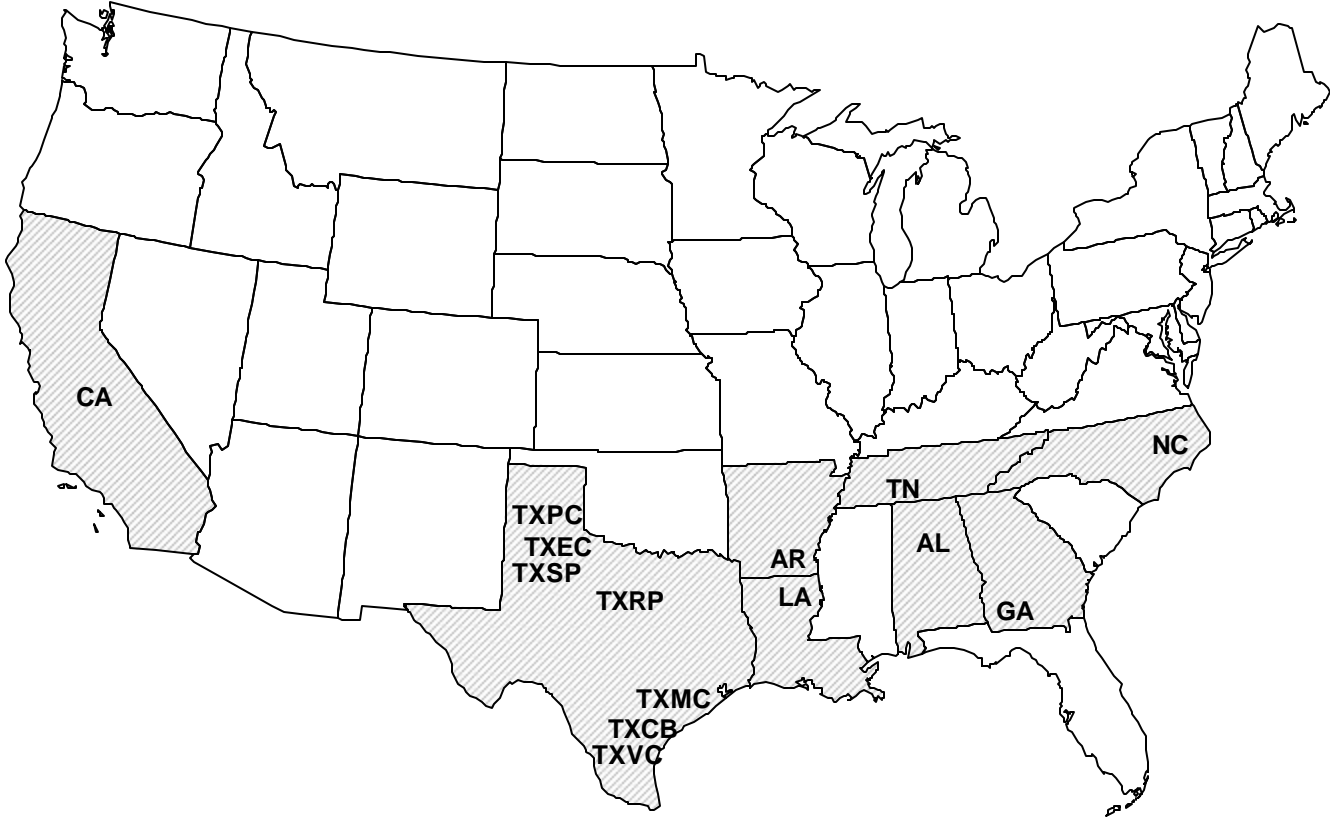 CA
NC
TN
TXPC
AL
TXEC
AR
TXSP
LA
TXRP
GA
TXMC
TXCB
TXVC